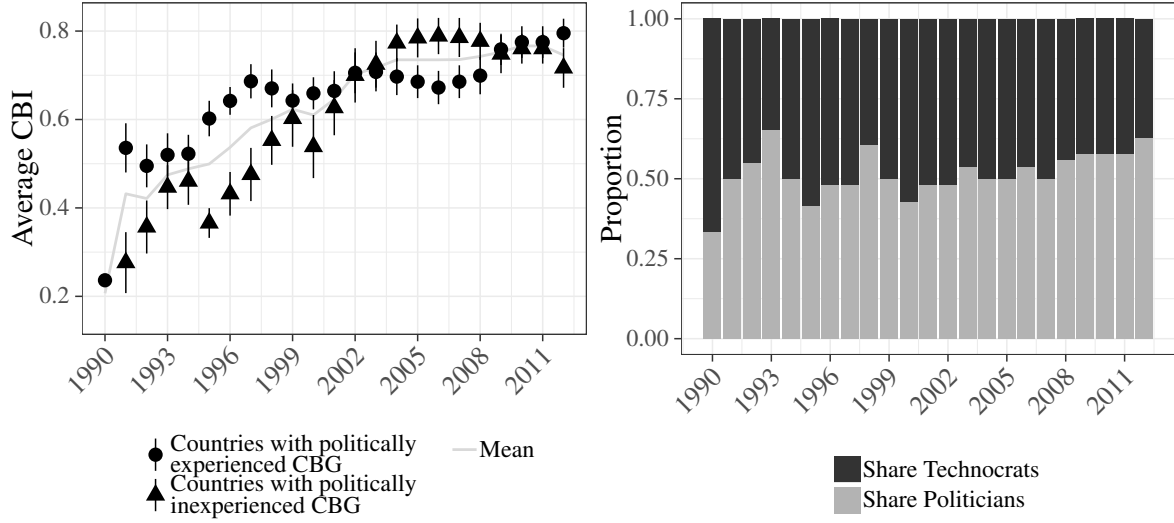 Average CBI
0.8
0.6
0.4
0.2
1990
1993
1996
1999
2002
2005
2008
2011
Countries with politically
experienced CBG
Countries with politically
inexperienced CBG
Mean
Proportion
1.00
0.75
0.50
0.25
0.00
1990
1993
1996
1999
2002
2005
2008
2011
Share Technocrats
Share Politicians